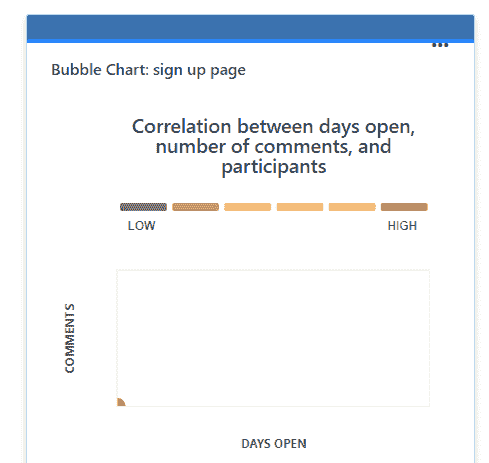 Bubble Chart: sign up page
Correlation between days open,
number of comments, and
participants
LOW
HIGH
COMMENTS
DAYS OPEN